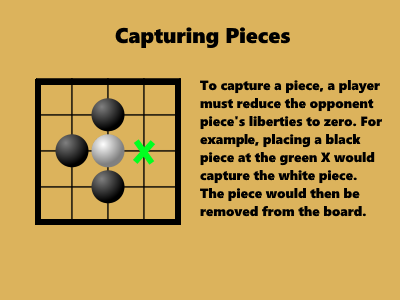 Capturing Pieces
To capture a piece, a player
must reduce the opponent
piece's liberties to zero. For
example, placing a black
piece at the green X would
capture the white piece.
The piece would then be
removed from the board.